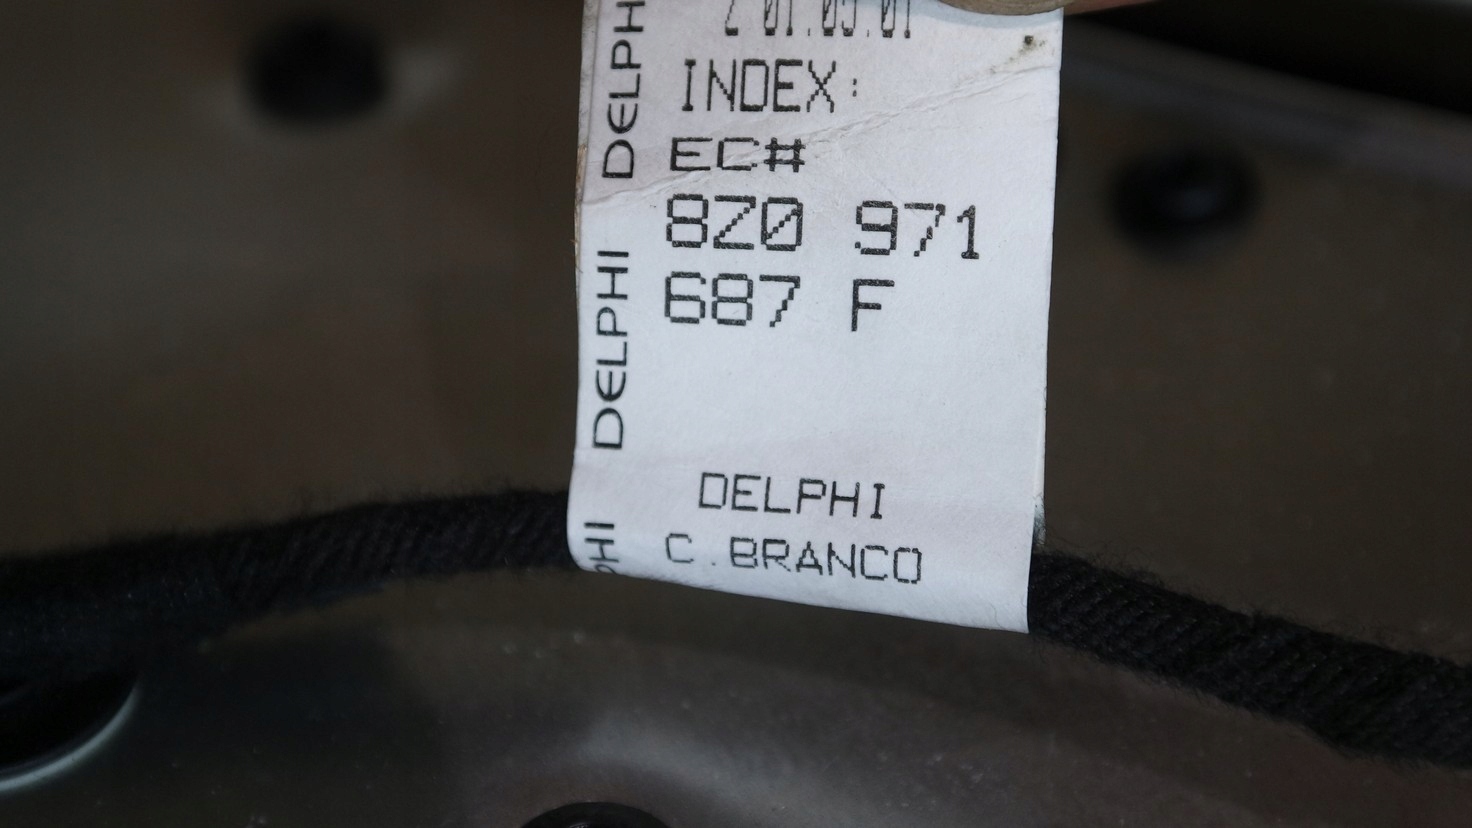 INDEX:
EC#
8Z0 971
687 F
DELPHI
C.BRANCO
DELPHI
DELPHI